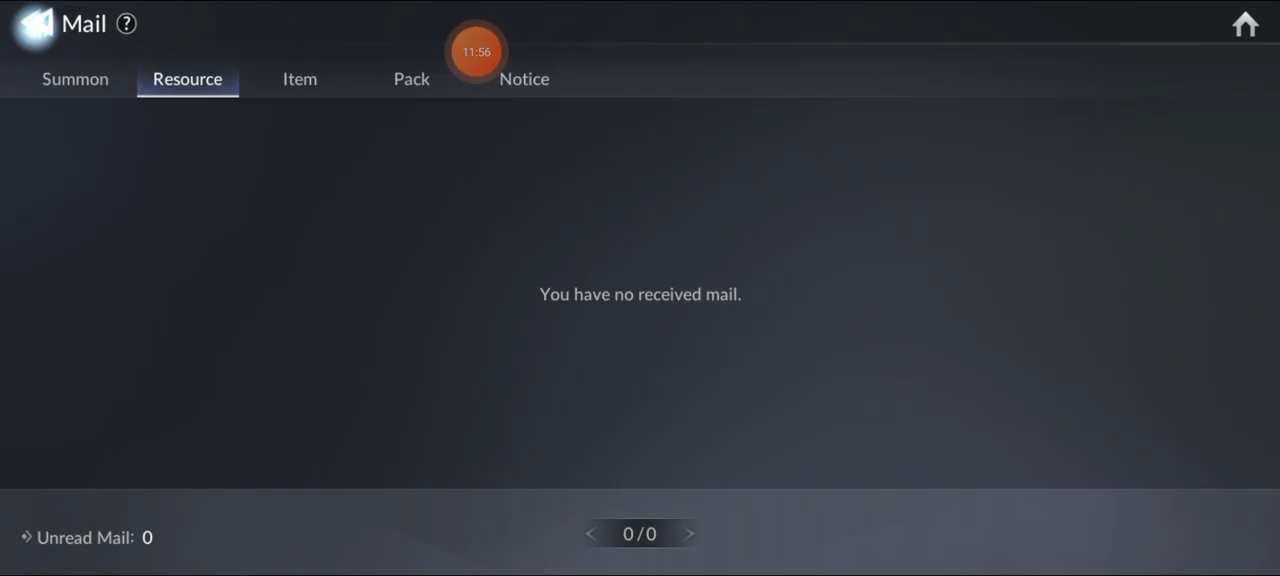 Mail ?
11:56
Summon Resource Item Pack Notice
You have no received mail.
Unread Mail: 0
< 0/0 >